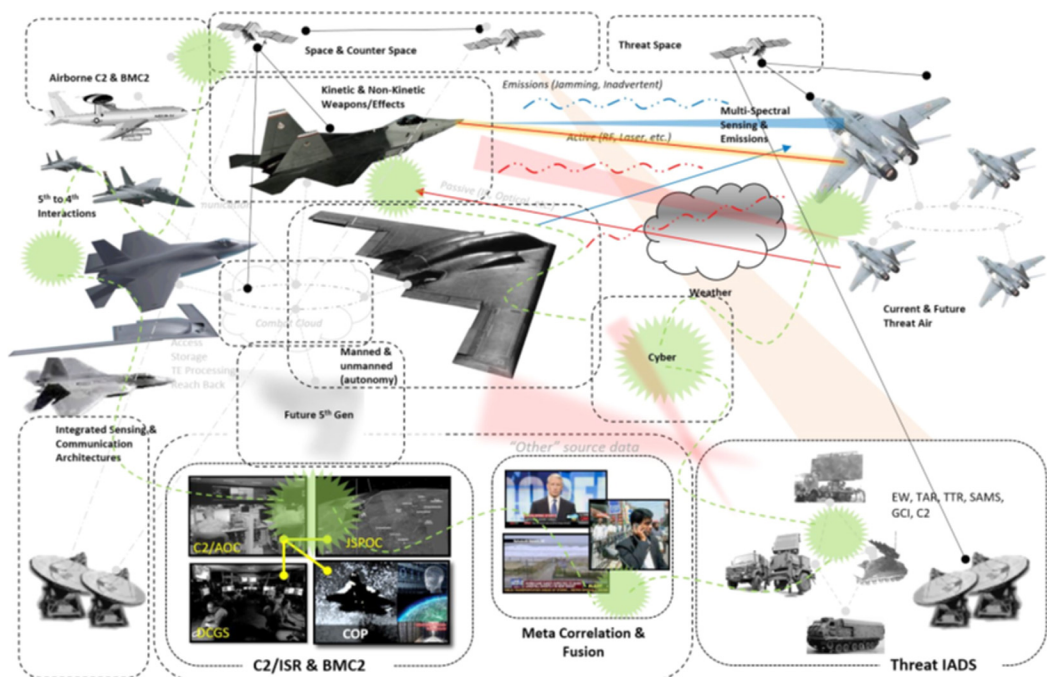 Airborne C2 & BMC2
Space & Counter Space
Threat Space
Kinetic & Non-Kinetic
Weapons/Effects
Emissions (Jamming, Inadvertent)
Multi-Spectral
Sensing &
Emissions
Active (RF, Laser, etc.)
5th to 4th
Interactions
Weather
Current & Future
Threat Air
Combat Cloud
Access
Storage
TE Processing
Reach Back
Manned &
unmanned
(autonomy)
Cyber
Future 5th Gen
Integrated Sensing &
Communication
Architectures
"Other" source data
C2/AOC
JSROC
DCGS
COP
EW, TAR, TTR, SAMS,
GCI, C2
C2/ISR & BMC2
Meta Correlation &
Fusion
Threat IADS